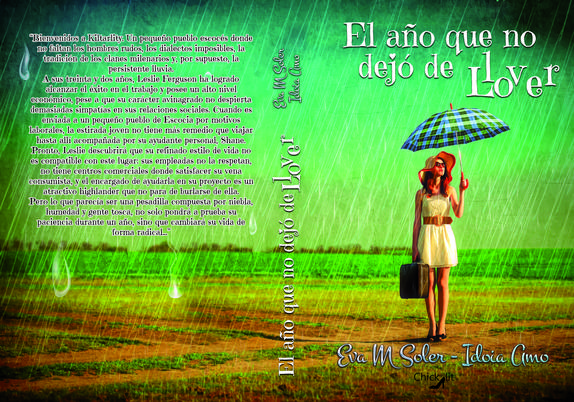 "Bienvenidos a Kiltarlity. Un pequeño pueblo escocés donde
no faltan los hombres rudos, los dialectos imposibles, la
tradición de los clanes milenarios y, por supuesto, la
persistente lluvia.
A sus treinta y dos años, Leslie Ferguson ha logrado
alcanzar el éxito en el trabajo y posee un alto nivel
económico, pese a que su carácter avinagrado no despierta
demasiadas simpatías en sus relaciones sociales. Cuando es
enviada a un pequeño pueblo de Escocia por motivos
laborales, la estirada joven no tiene más remedio que viajar
hasta allí acompañada por su ayudante personal, Shane.
Pronto Leslie descubrirá que su refinado estilo de vida no
es compatible con este lugar: sus empleadas no la respetan,
no tiene centros comerciales donde satisfacer su vena
consumista, y el encargado de ayudarla en su proyecto es un
atractivo highlander que no para de burlarse de ella.
Pero lo que parecía ser una pesadilla compuesta por niebla,
humedad y gente tosca, no solo pondrá a prueba su
paciencia durante un año, sino que cambiará su vida de
forma radical..."
El año que no dejó de Llover
Eva M. Soler
Idoia Amo
El año que no
dejó de Llover
Eva M. Soler - Idoia Amo
ChickLit